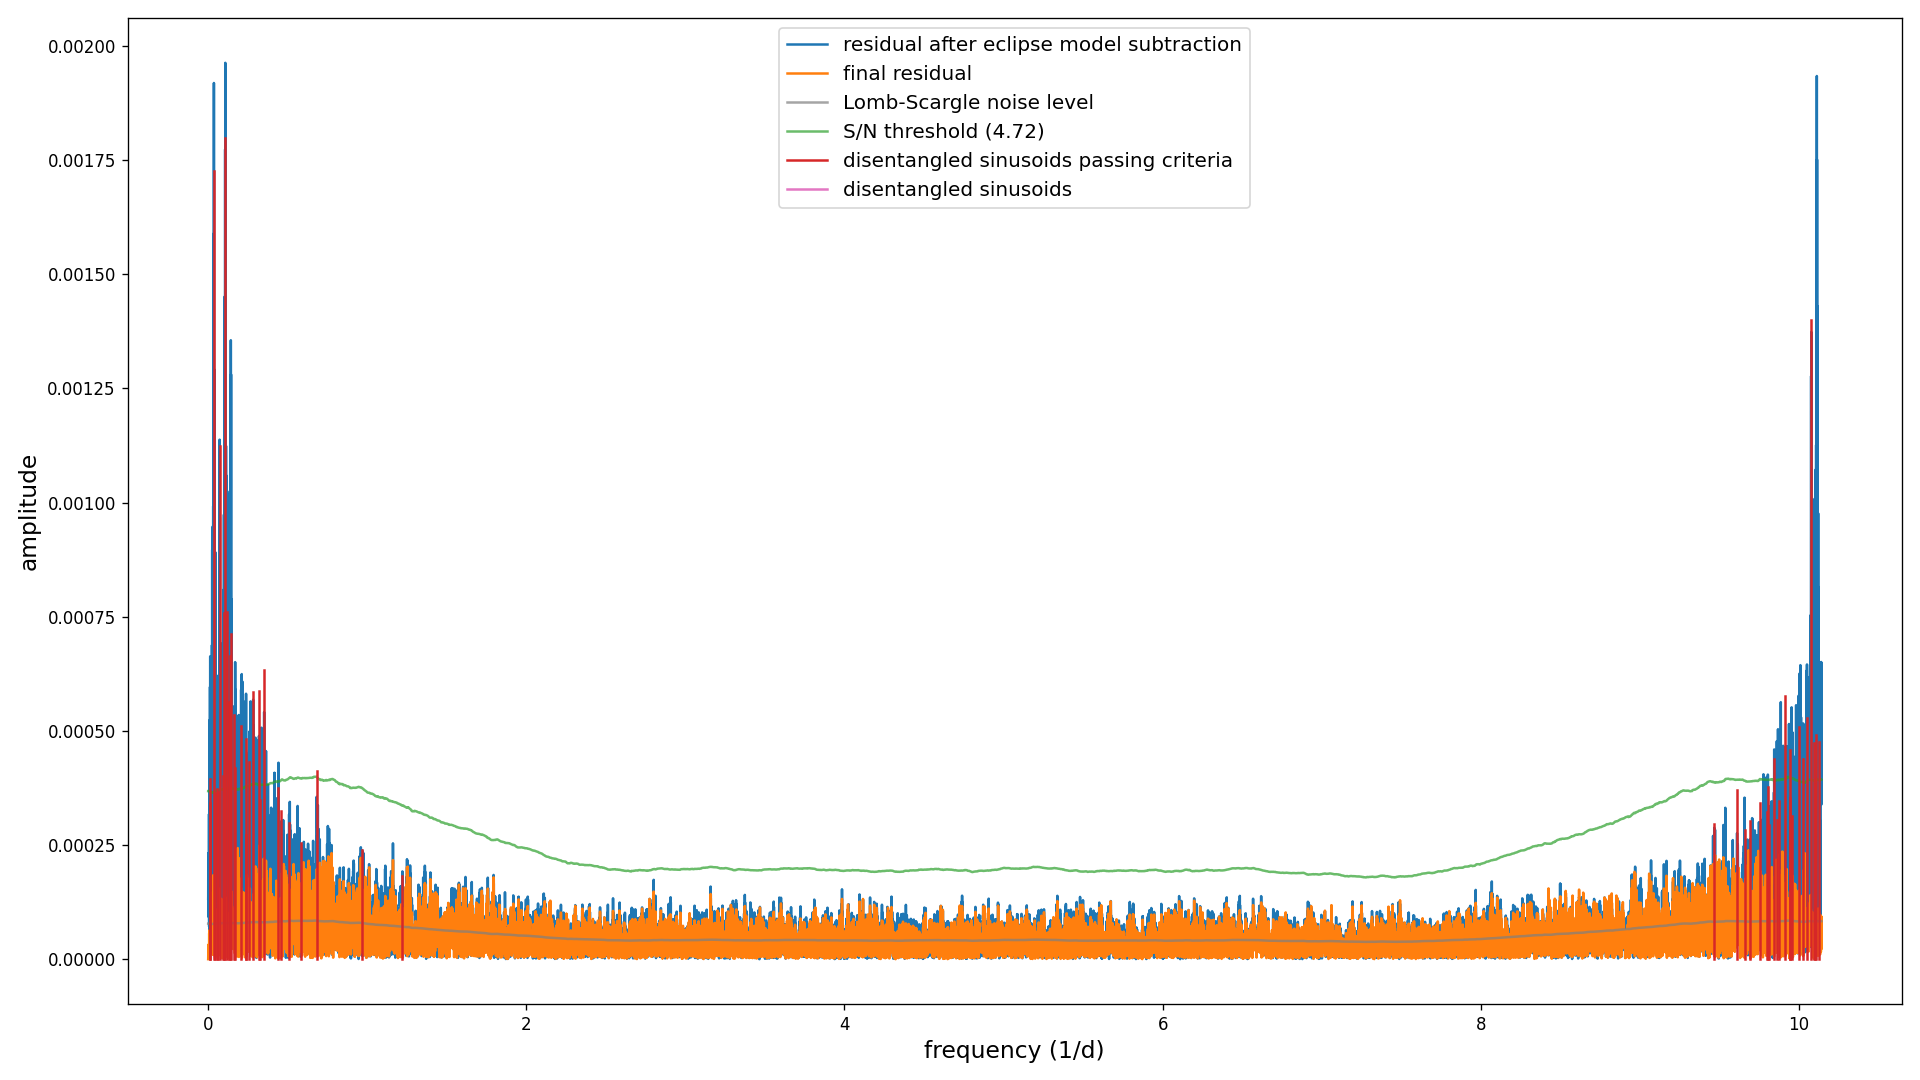 residual after eclipse model subtraction
final residual
Lomb-Scargle noise level
S/N threshold (4.72)
disentangled sinusoids passing criteria
disentangled sinusoids
0.00200
0.00175
0.00150
0.00125
0.00100
0.00075
0.00050
0.00025
0.00000
amplitude
0 2 4 6 8 10
frequency (1/d)